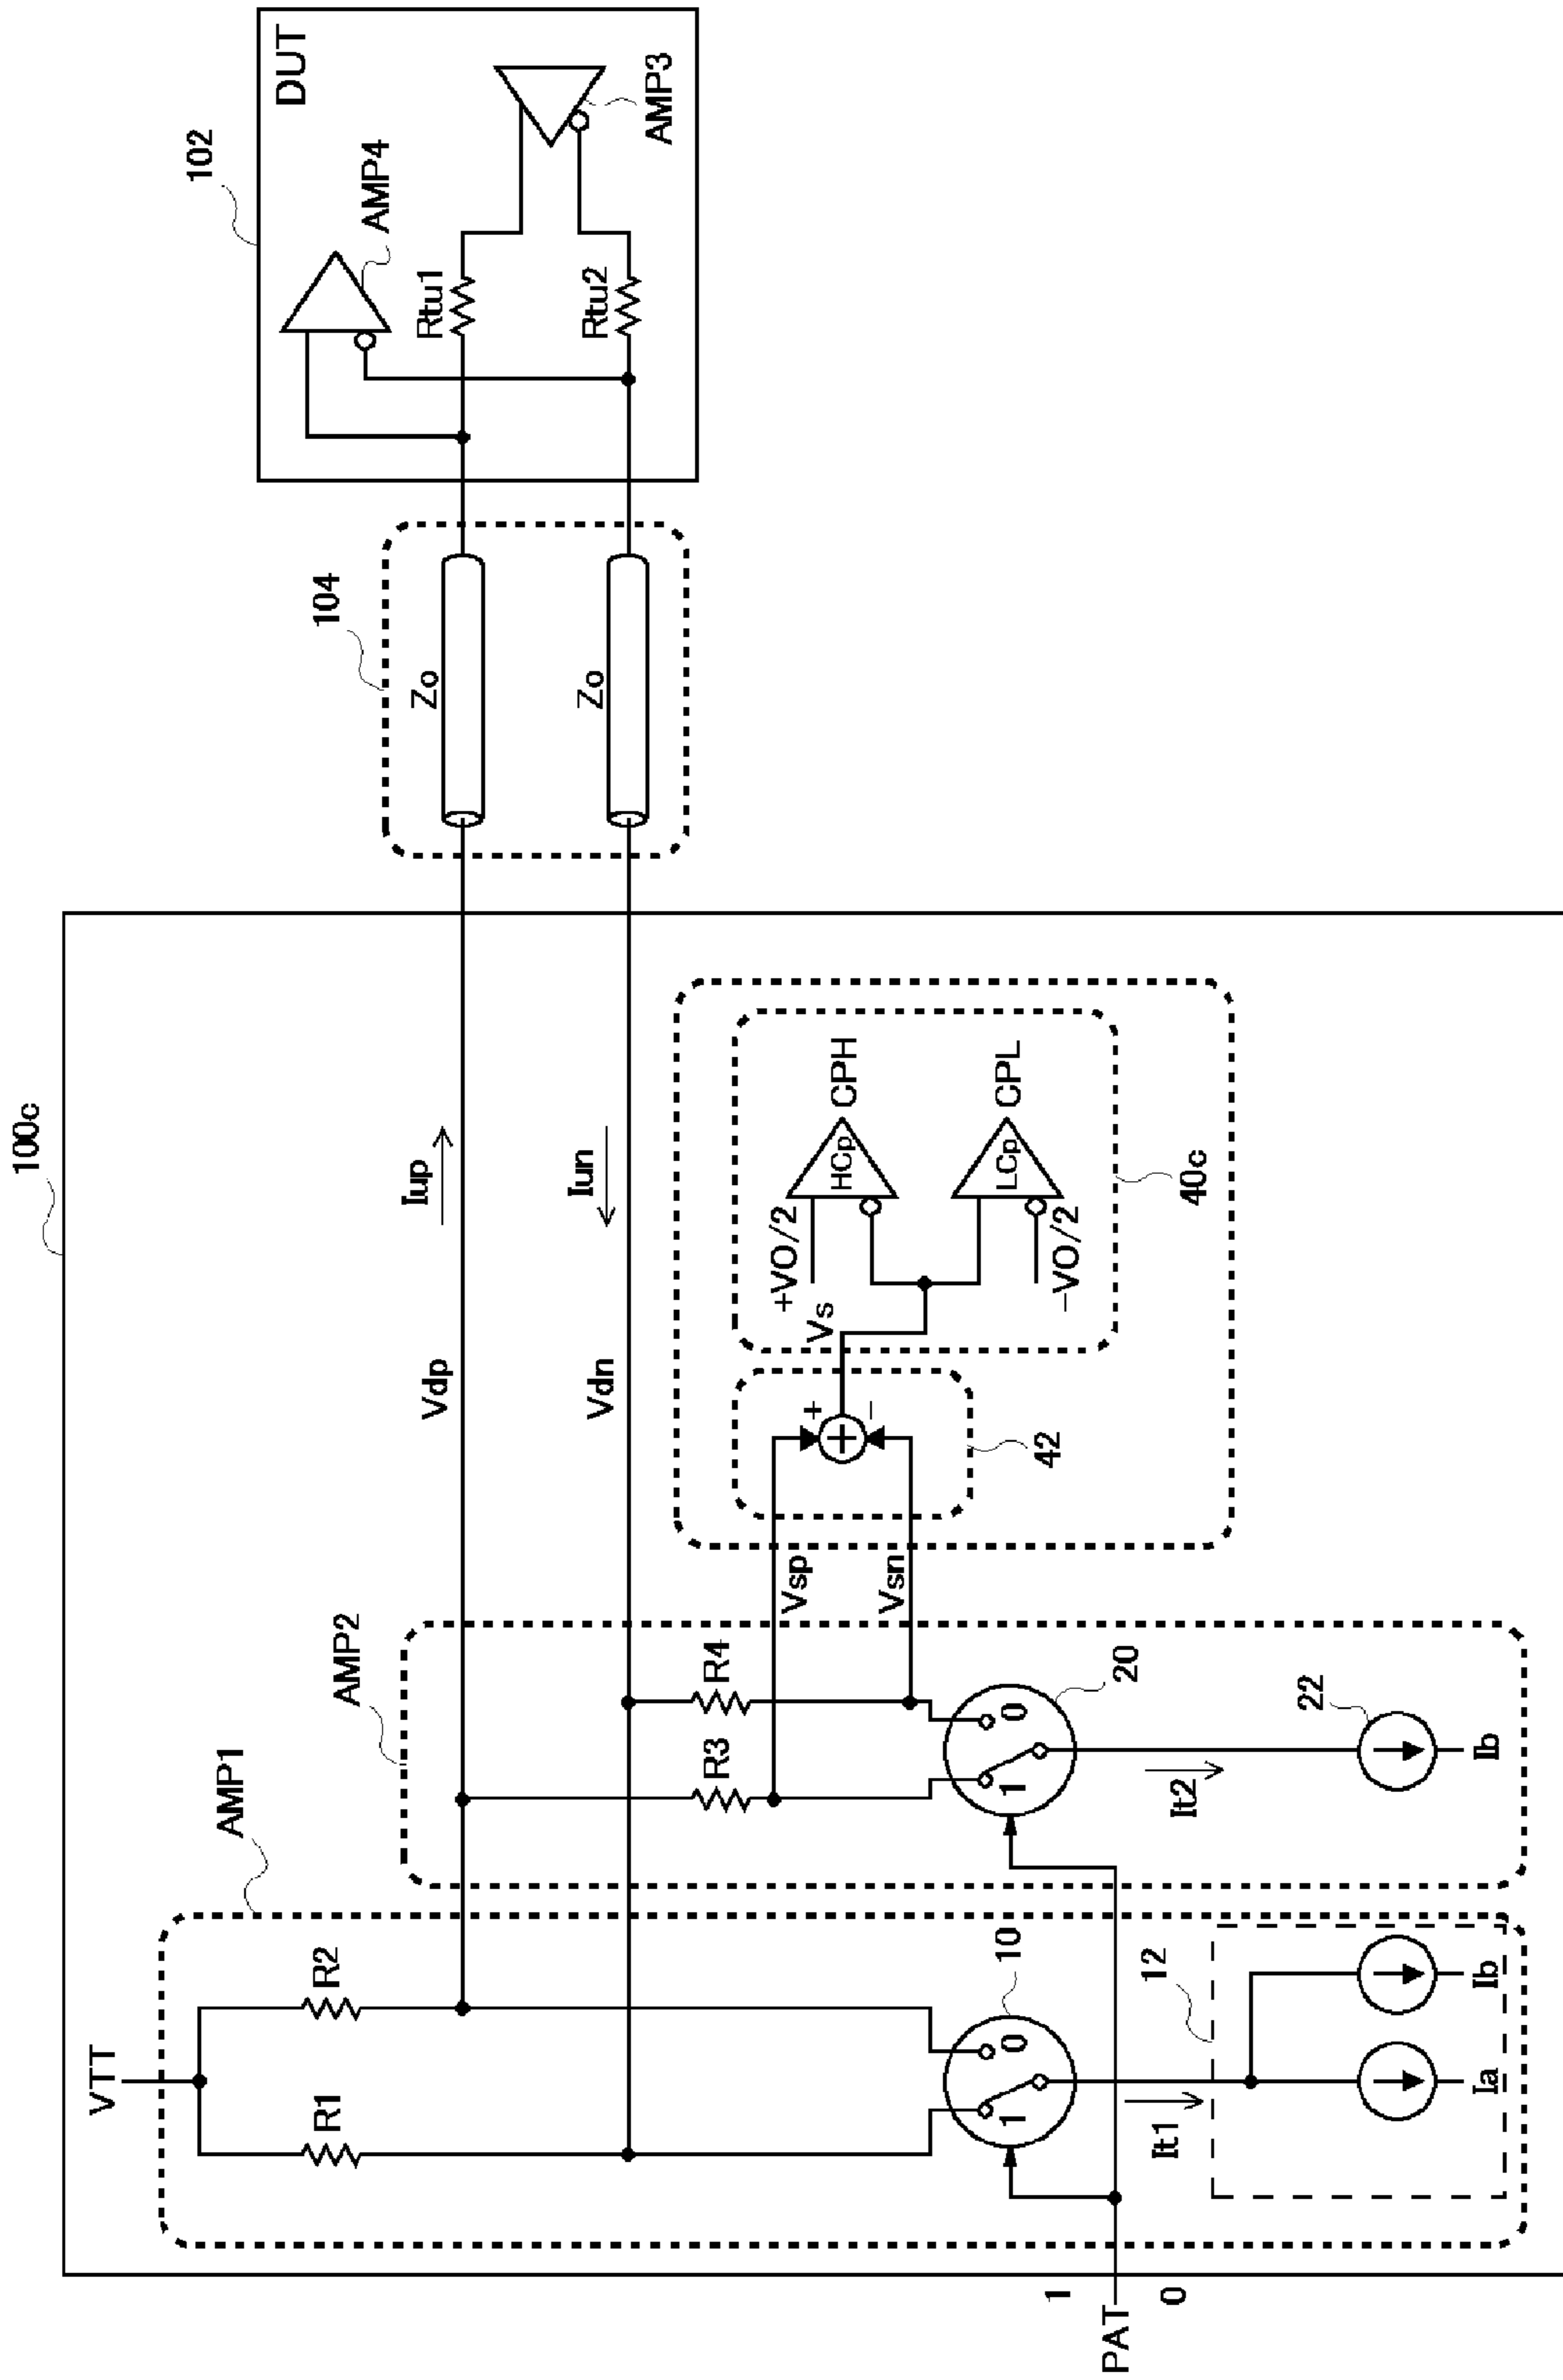 100c
102
DUT
AMP4
AMP3
Rtu1
Rtu2
104
Zo
Zo
AMP1
AMP2
VTT
R1
R2
Vdp
Iup
Vdn
Iun
R3
R4
Vsp
Vsn
42
+
+
−
Vs
+VO/2
−VO/2
HCp
CPH
LCp
CPL
40c
10
1
0
20
1
0
It1
12
Ia
Ib
It2
22
Ib
PAT
1
0